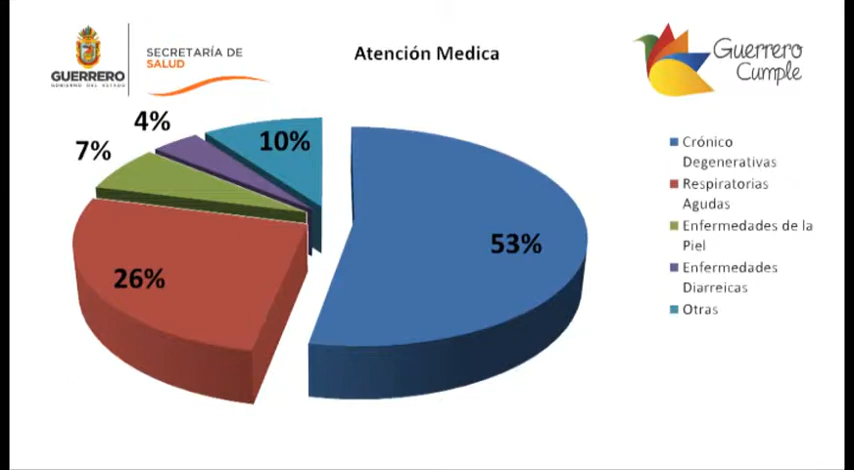 GUERRERO
GOBIERNO DEL ESTADO
SECRETARÍA DE
SALUD
Atención Medica
Guerrero
Cumple
4%
10%
7%
53%
26%
Crónico
Degenerativas
Respiratorias
Agudas
Enfermedades de la
Piel
Enfermedades
Diarreicas
Otras